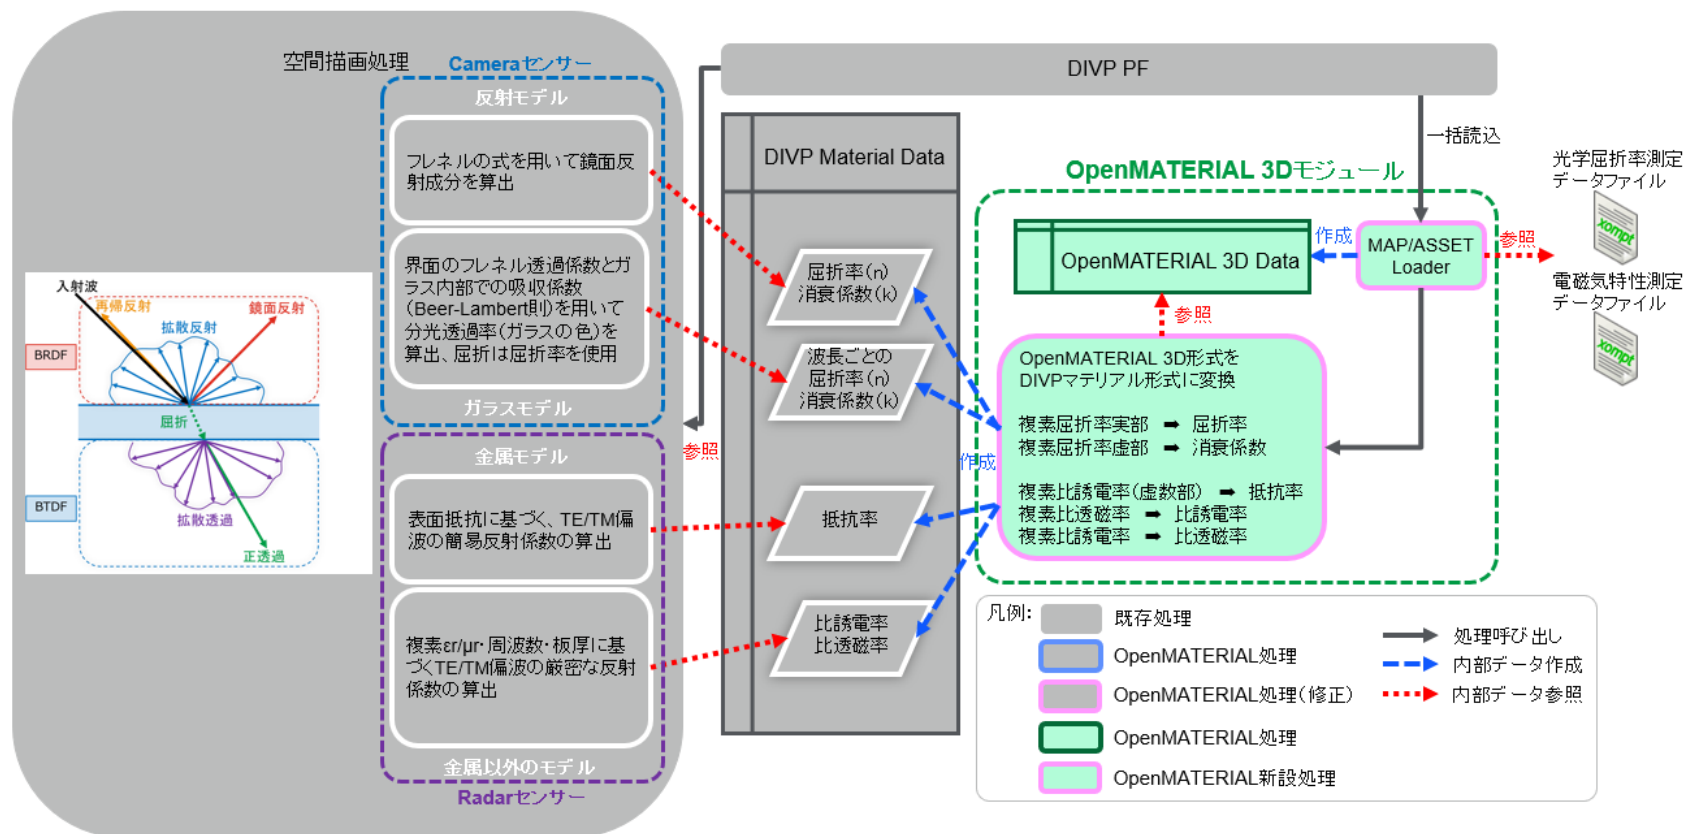 空間描画処理
Cameraセンサー
反射モデル
フレネルの式を用いて鏡面反
射成分を算出
界面のフレネル透過係数とガ
ラス内部での吸収係数
(Beer-Lambert則)を用いて
分光透過率(ガラスの色)を
算出、屈折は屈折率を使用
ガラスモデル
金属モデル
表面抵抗に基づく、TE/TM偏
波の簡易反射係数の算出
複素εr/μr・周波数・板厚に基
づくTE/TM偏波の厳密な反射
係数の算出
金属以外のモデル
Radarセンサー
入射波
再帰反射
鏡面反射
拡散反射
BRDF
屈折
BTDF
拡散透過
正透過
DIVP PF
参照
DIVP Material Data
屈折率(n)
消衰係数(k)
波長ごとの
屈折率(n)
消衰係数(k)
抵抗率
比誘電率
比透磁率
一括読込
OpenMATERIAL 3Dモジュール
OpenMATERIAL 3D Data
作成
MAP/ASSET
Loader
参照
光学屈折率測定
データファイル
xompt
電磁気特性測定
データファイル
xompt
参照
OpenMATERIAL 3D形式を
DIVPマテリアル形式に変換
複素屈折率実部 ➡ 屈折率
複素屈折率虚部 ➡ 消衰係数
複素比誘電率(虚数部) ➡ 抵抗率
複素比透磁率 ➡ 比誘電率
複素比誘電率 ➡ 比透磁率
作成
凡例:
既存処理
OpenMATERIAL処理
OpenMATERIAL処理(修正)
OpenMATERIAL処理
OpenMATERIAL新設処理
処理呼び出し
内部データ作成
内部データ参照